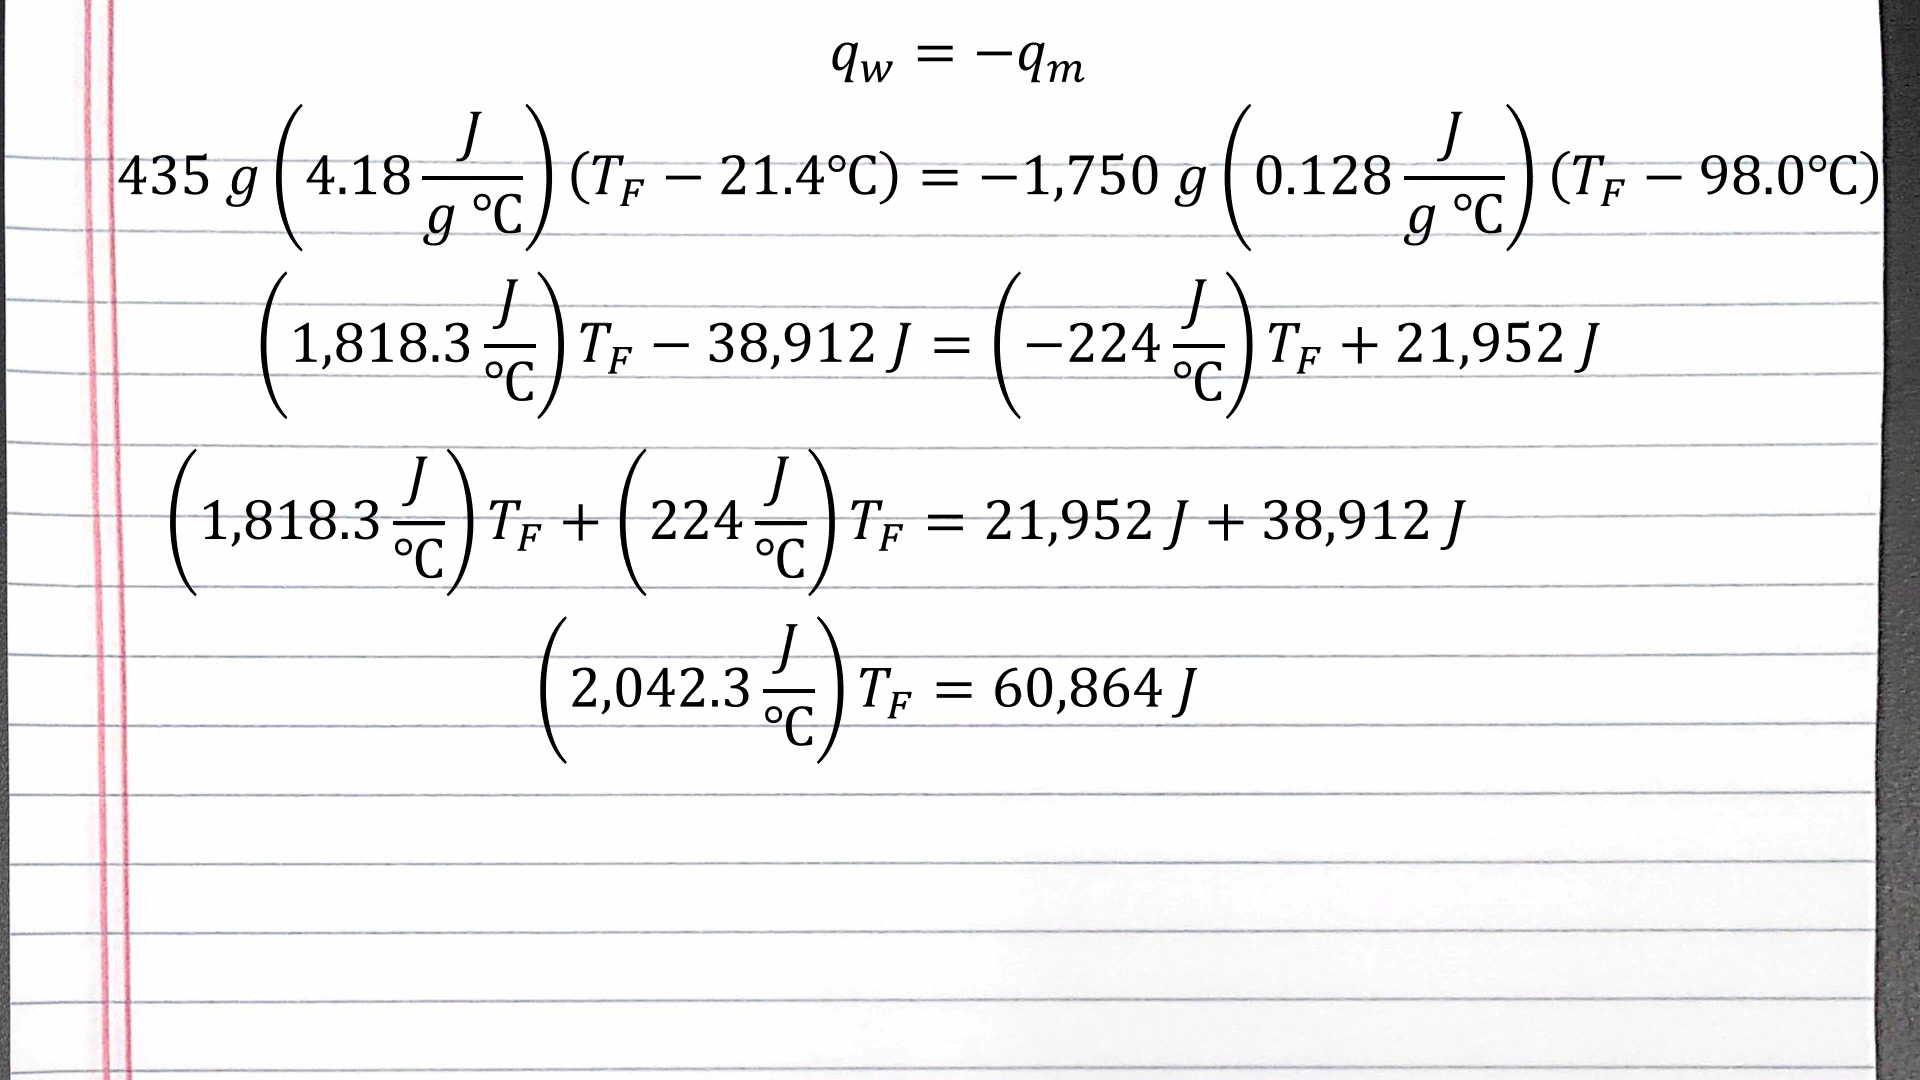 q_w = −q_m
435 g (4.18 J/(g °C)) (T_F − 21.4°C) = −1,750 g (0.128 J/(g °C)) (T_F − 98.0°C)
(1,818.3 J/°C) T_F − 38,912 J = (−224 J/°C) T_F + 21,952 J
(1,818.3 J/°C) T_F + (224 J/°C) T_F = 21,952 J + 38,912 J
(2,042.3 J/°C) T_F = 60,864 J